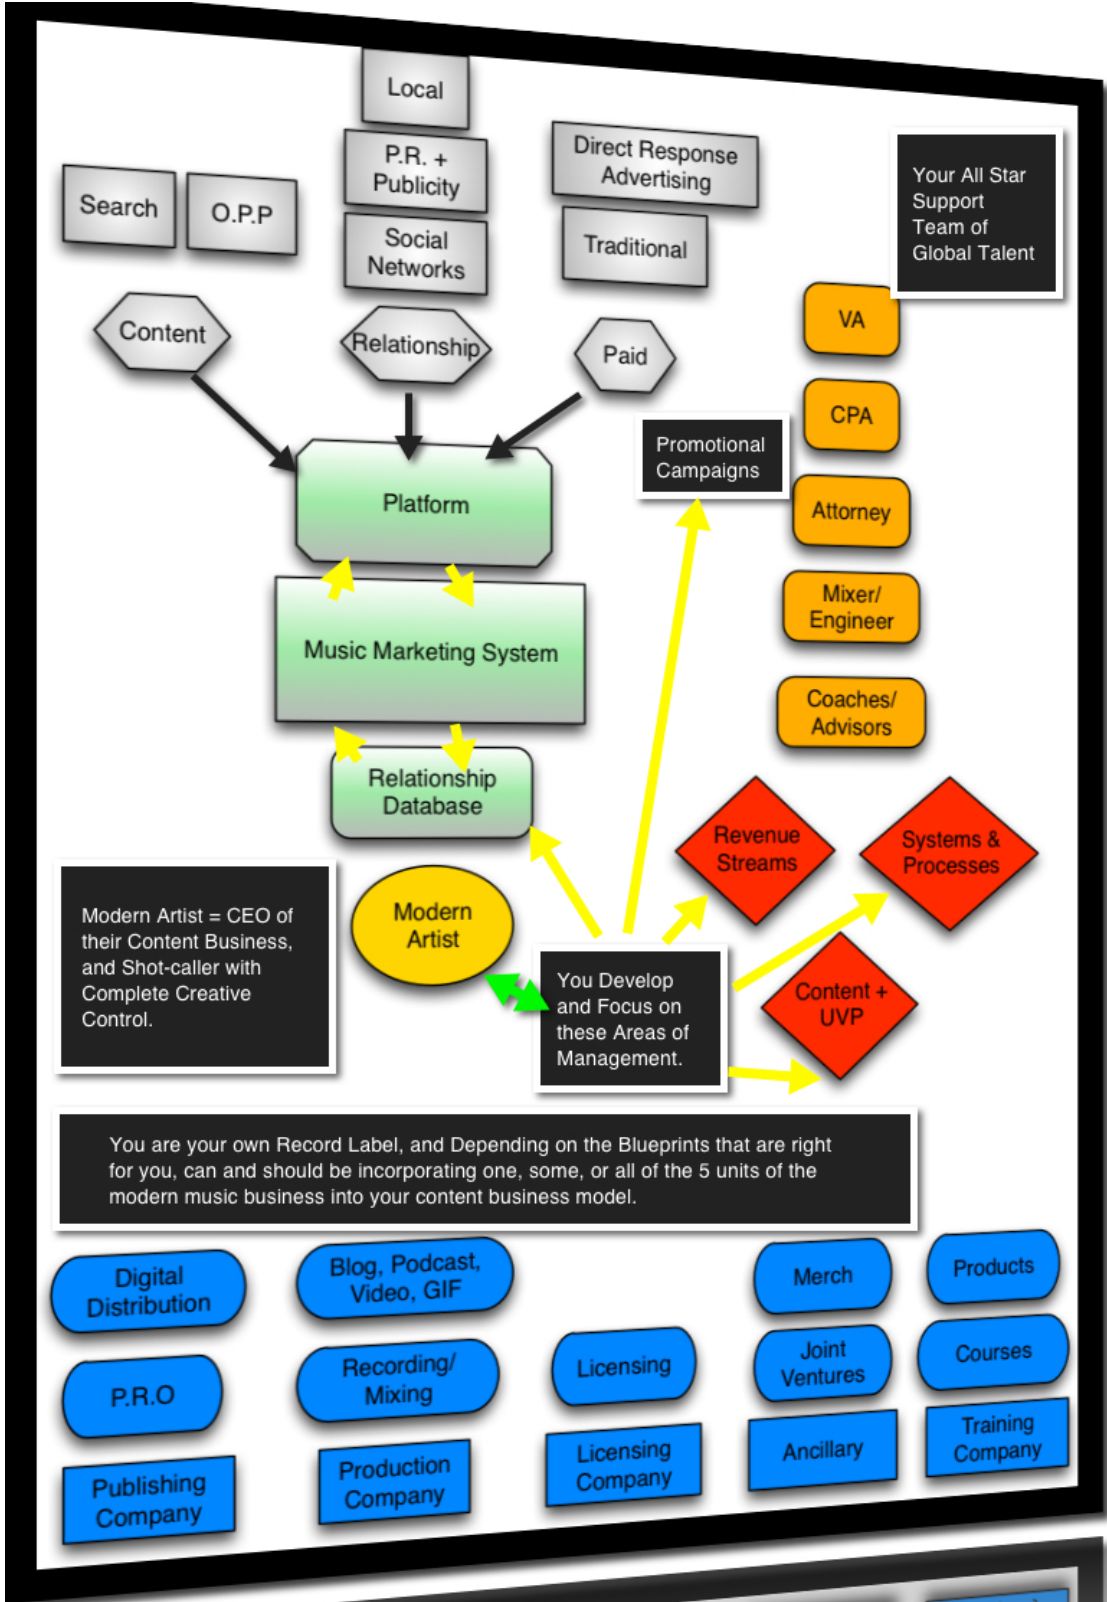 Local
P.R. +
Publicity
Social
Networks
Direct Response
Advertising
Traditional
Search
O.P.P
Your All Star
Support
Team of
Global Talent
Content
Relationship
Paid
VA
CPA
Attorney
Mixer/
Engineer
Coaches/
Advisors
Promotional
Campaigns
Platform
Music Marketing System
Relationship
Database
Revenue
Streams
Systems &
Processes
Content +
UVP
Modern
Artist
Modern Artist = CEO of
their Content Business,
and Shot-caller with
Complete Creative
Control.
You Develop
and Focus on
these Areas of
Management.
You are your own Record Label, and Depending on the Blueprints that are right
for you, can and should be incorporating one, some, or all of the 5 units of the
modern music business into your content business model.
Digital
Distribution
Blog, Podcast,
Video, GIF
Merch
Products
P.R.O
Recording/
Mixing
Licensing
Joint
Ventures
Courses
Publishing
Company
Production
Company
Licensing
Company
Ancillary
Training
Company